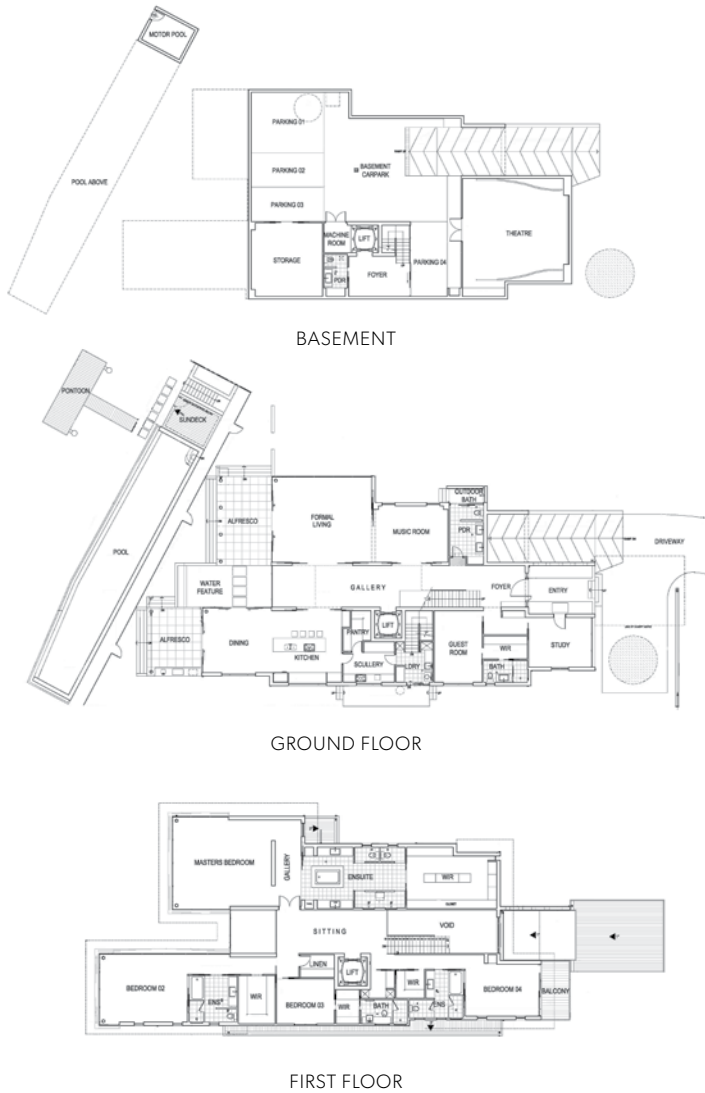 MOTOR POOL
POOL ABOVE
PARKING 01
PARKING 02
PARKING 03
BASEMENT
CARPARK
MACHINE
ROOM
LIFT
STORAGE
PDR
FOYER
PARKING 04
THEATRE
BASEMENT
PONTOON
SUNDECK
POOL
ALFRESCO
FORMAL
LIVING
MUSIC ROOM
OUTDOOR
BATH
PDR
DRIVEWAY
WATER
FEATURE
GALLERY
FOYER
ENTRY
ALFRESCO
DINING
KITCHEN
PANTRY
LIFT
SCULLERY
LDRY
GUEST
ROOM
WIR
BATH
STUDY
GROUND FLOOR
MASTERS BEDROOM
GALLERY
ENSUITE
WIR
SITTING
VOID
LINEN
LIFT
BEDROOM 02
ENS
WIR
BEDROOM 03
WIR
BATH
WIR
ENS
BEDROOM 04
BALCONY
FIRST FLOOR